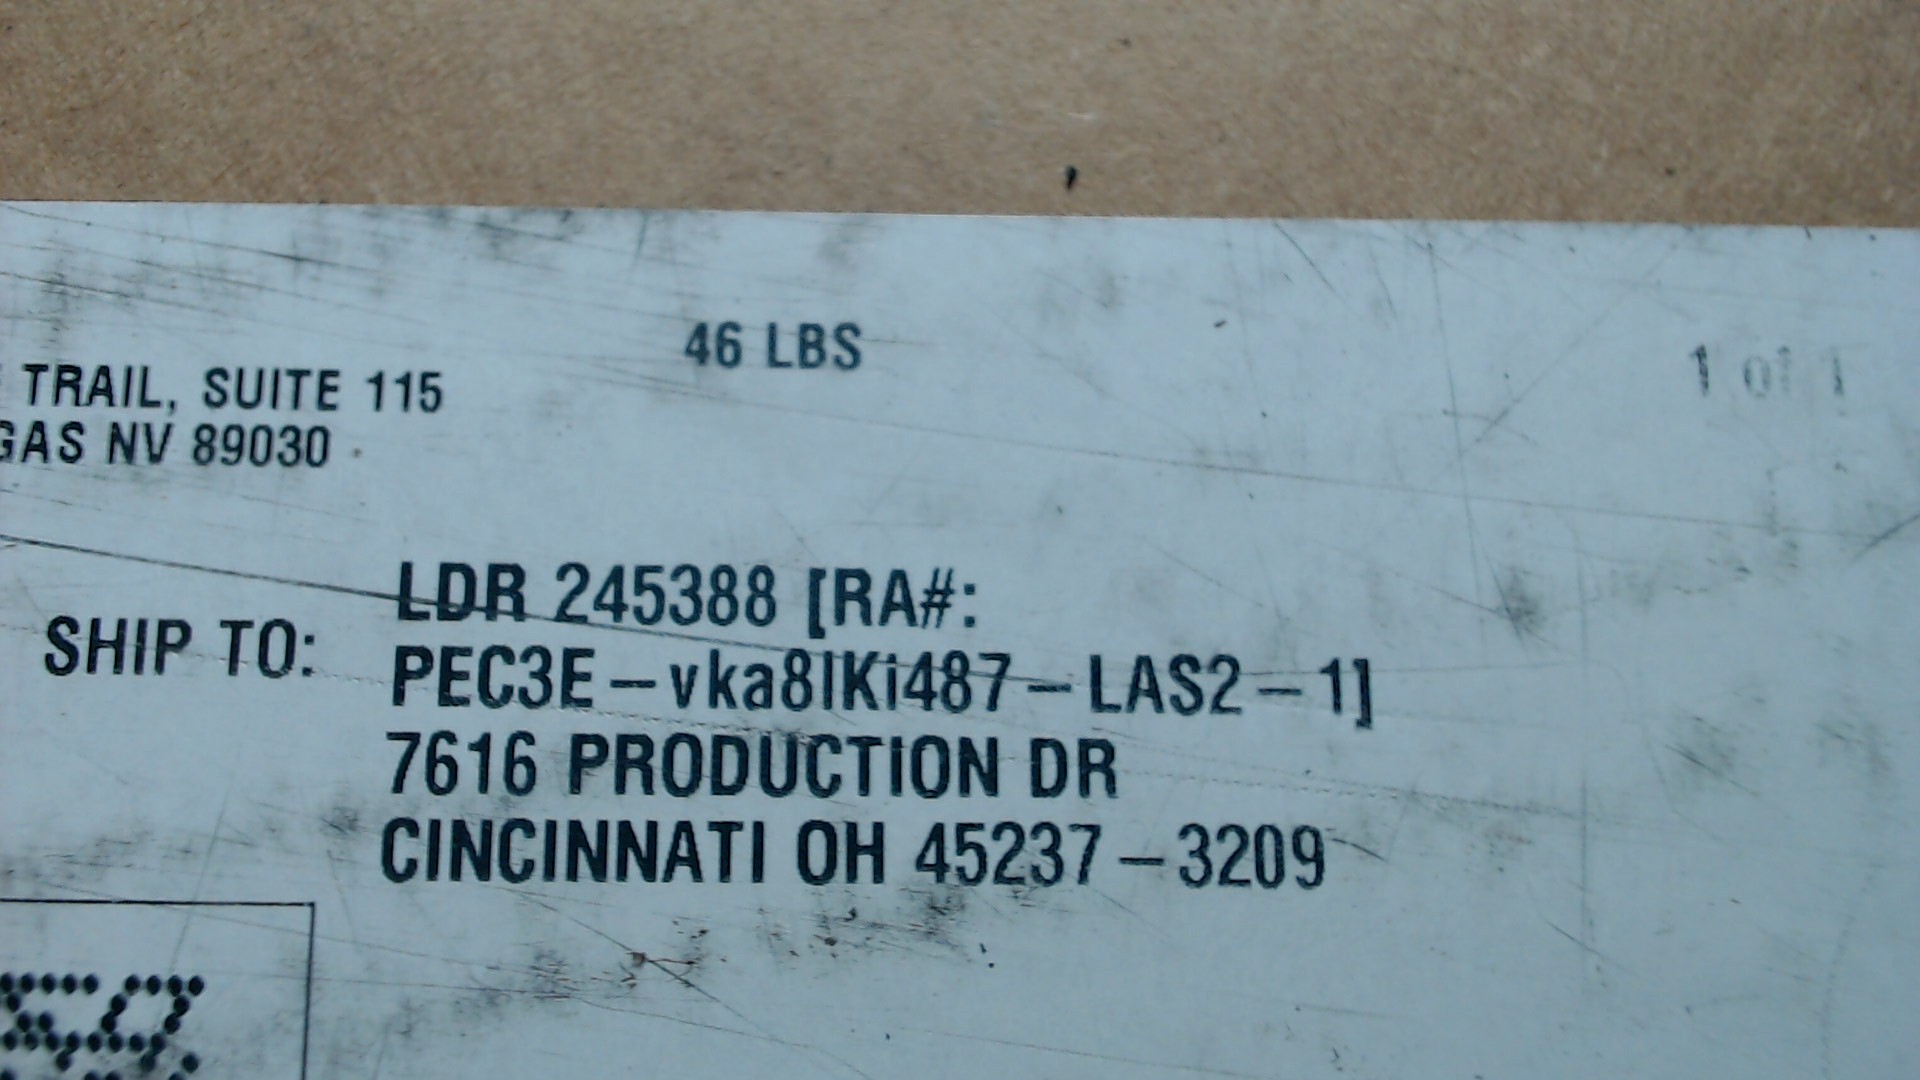 46 LBS
1 of 1
TRAIL, SUITE 115
GAS NV 89030
LDR 245388 [RA#:
SHIP TO:
PEC3E-vka8lKi487-LAS2-1]
7616 PRODUCTION DR
CINCINNATI OH 45237-3209